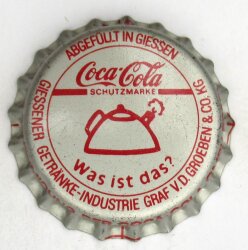 ABGEFÜLLT IN GIESSEN
Coca-Cola
SCHUTZMARKE
Was ist das?
GIESSENER GETRÄNKE-INDUSTRIE GRAF V.D. GROEBEN & CO. KG